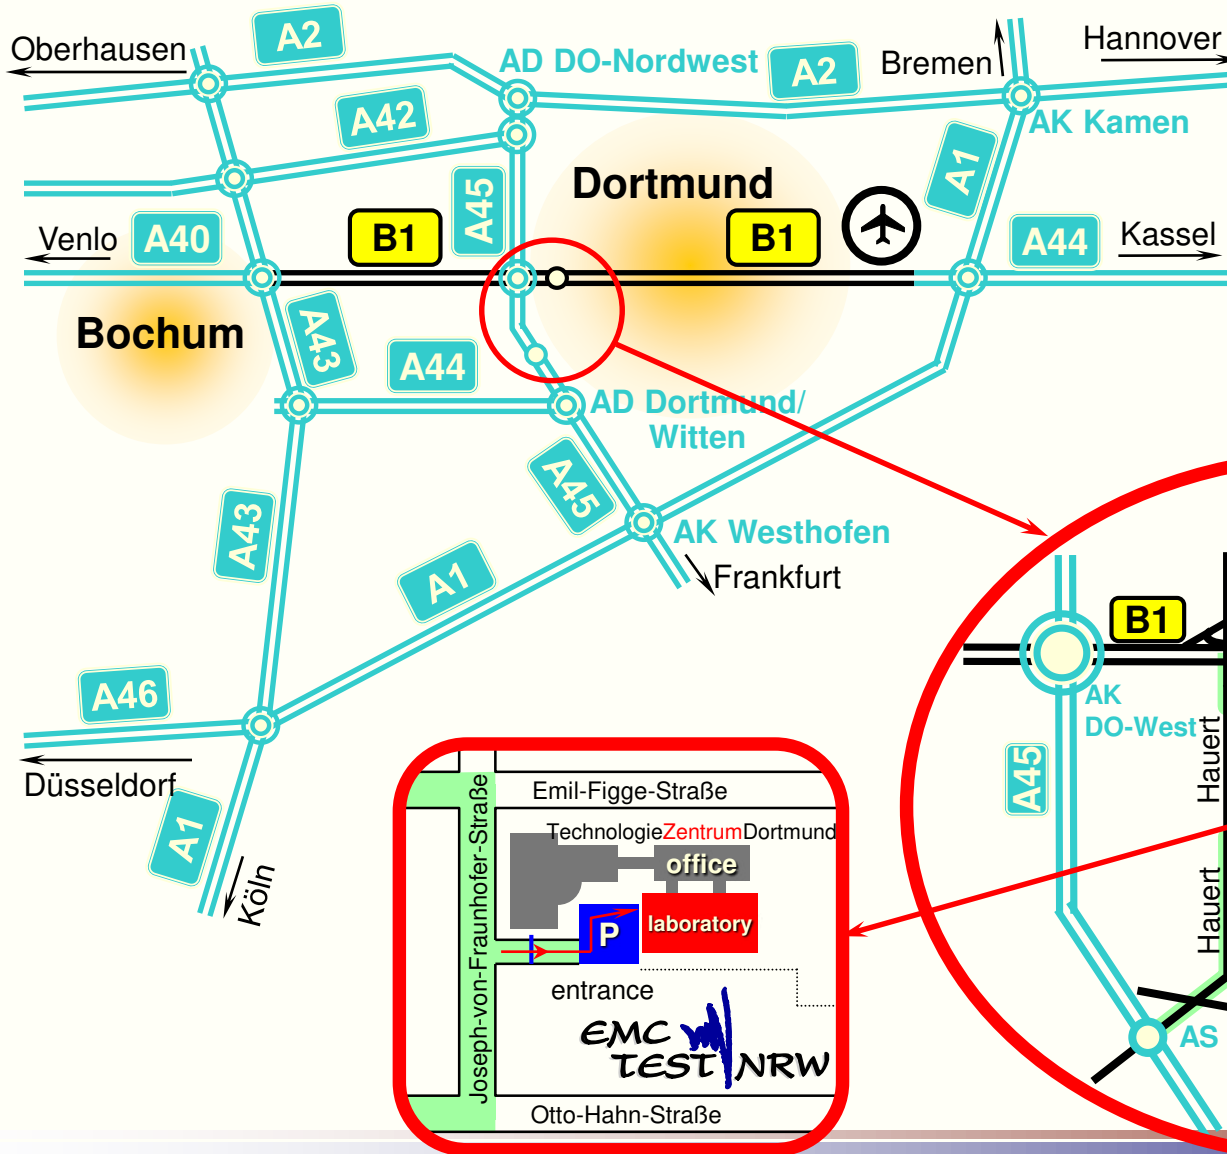 Oberhausen
A2
AD DO-Nordwest
A2
Bremen
Hannover
A42
AK Kamen
A45
Dortmund
A1
Venlo
A40
B1
B1
A44
Kassel
Bochum
A43
A44
AD Dortmund/
Witten
A45
A43
AK Westhofen
A1
Frankfurt
B1
A46
AK
DO-West
Hauert
A45
Düsseldorf
A1
Köln
Hauert
AS
Emil-Figge-Straße
Joseph-von-Fraunhofer-Straße
TechnologieZentrumDortmund
office
laboratory
P
entrance
EMC
TEST NRW
Otto-Hahn-Straße